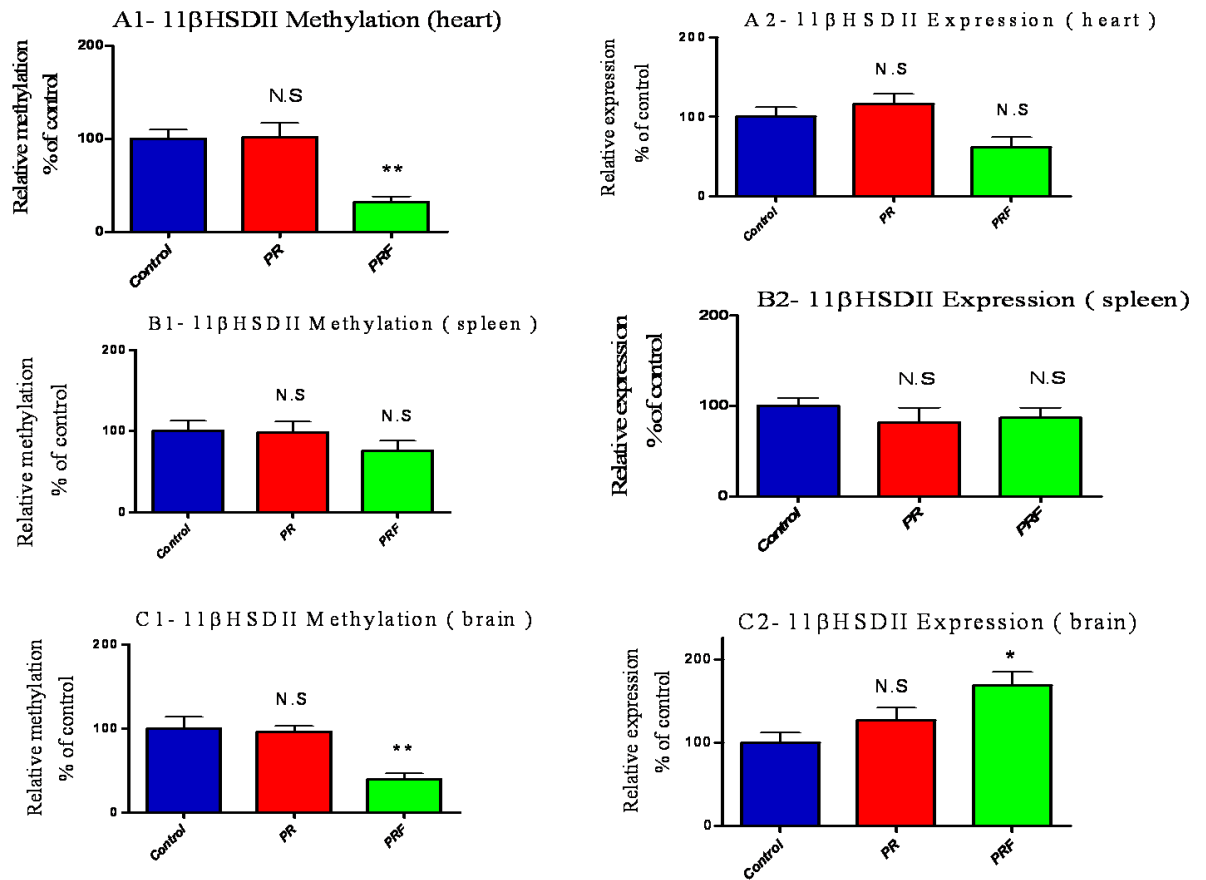 A1- 11βHSDII Methylation (heart)
Relative methylation
% of control
200
100
0
N.S
**
Control
PR
PRF
A2- 11βHSDII Expression ( heart )
Relative expression
% of control
200
100
0
N.S
N.S
Control
PR
PRF
B1- 11βHSDII Methylation ( spleen )
Relative methylation
% of control
200
100
0
N.S
N.S
Control
PR
PRF
B2- 11βHSDII Expression ( spleen)
Relative expression
% of control
200
100
0
N.S
N.S
Control
PR
PRF
C1- 11βHSDII Methylation ( brain )
Relative methylation
% of control
200
100
0
N.S
**
Control
PR
PRF
C2- 11βHSDII Expression ( brain)
Relative expression
% of control
200
100
0
N.S
*
Control
PR
PRF